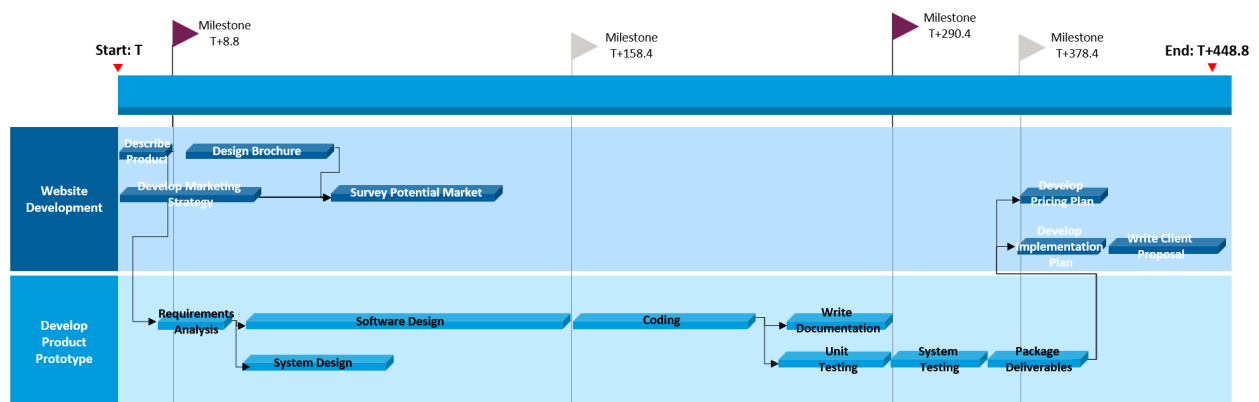 Milestone
T+8.8
Milestone
T+290.4
Milestone
T+158.4
Milestone
T+378.4
Start: T
End: T+448.8
Website
Development
Describe
Product
Design Brochure
Develop Marketing
Strategy
Survey Potential Market
Develop
Pricing Plan
Develop
Implementation
Plan
Write Client
Proposal
Develop
Product
Prototype
Requirements
Analysis
Software Design
Coding
Write
Documentation
System Design
Unit
Testing
System
Testing
Package
Deliverables